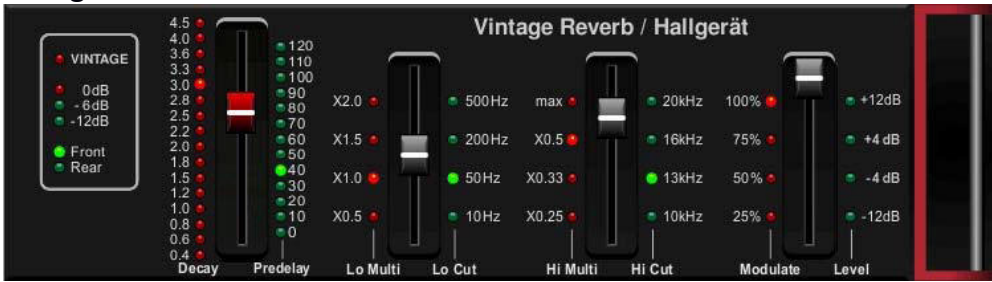 Vintage Reverb / Hallgerät
VINTAGE
0dB
- 6dB
-12dB
Front
Rear
4.5
4.0
3.6
3.3
3.0
2.8
2.5
2.2
2.0
1.8
1.5
1.2
1.0
0.8
0.6
0.4
Decay
120
110
100
90
80
70
60
50
40
30
20
10
0
Predelay
X2.0
X1.5
X1.0
X0.5
Lo Multi
500Hz
200Hz
50Hz
10Hz
Lo Cut
max
X0.5
X0.33
X0.25
Hi Multi
20kHz
16kHz
13kHz
10kHz
Hi Cut
100%
75%
50%
25%
Modulate
+12dB
+4 dB
-4 dB
-12dB
Level